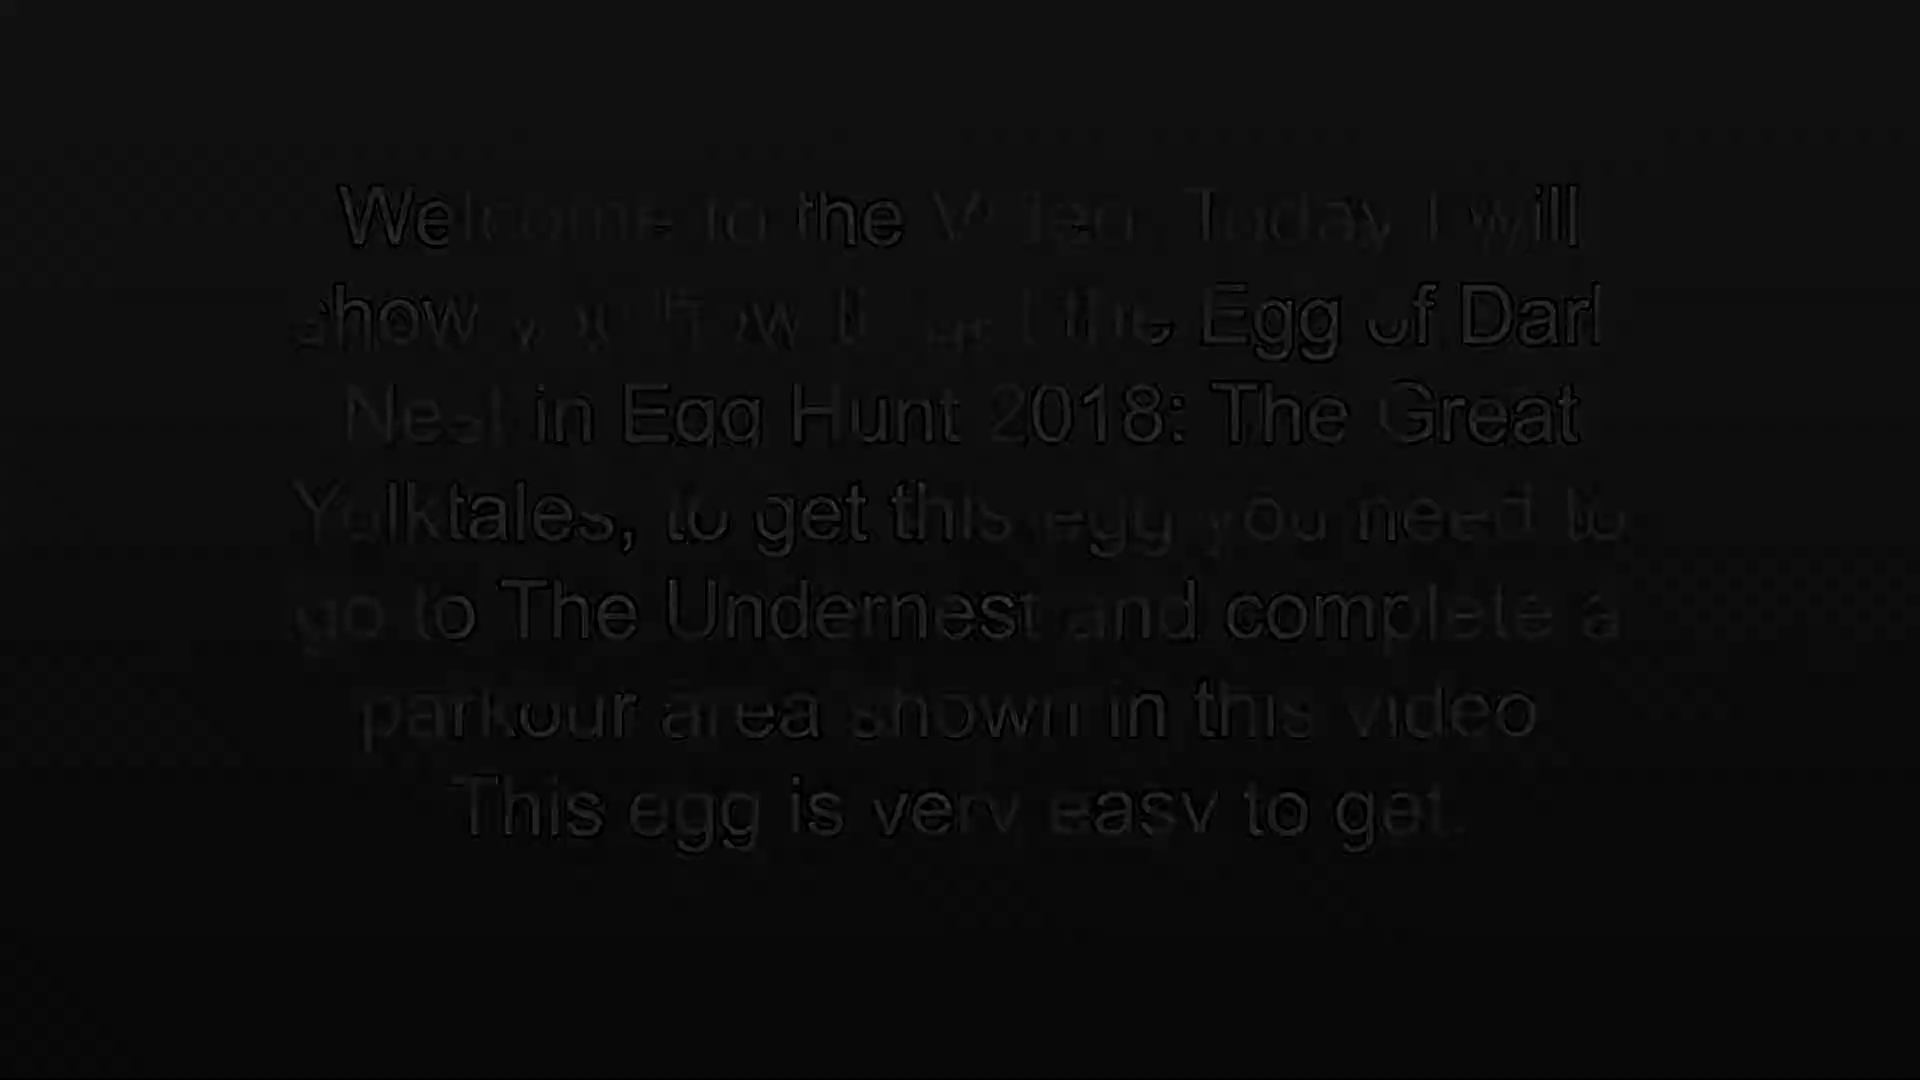 Welcome to the Video, Today I will
show you how to get the Egg of Dark
Nest in Egg Hunt 2018: The Great
Yolktales, to get this egg you need to
go to The Undernest and complete a
parkour area shown in this video
This egg is very easy to get.